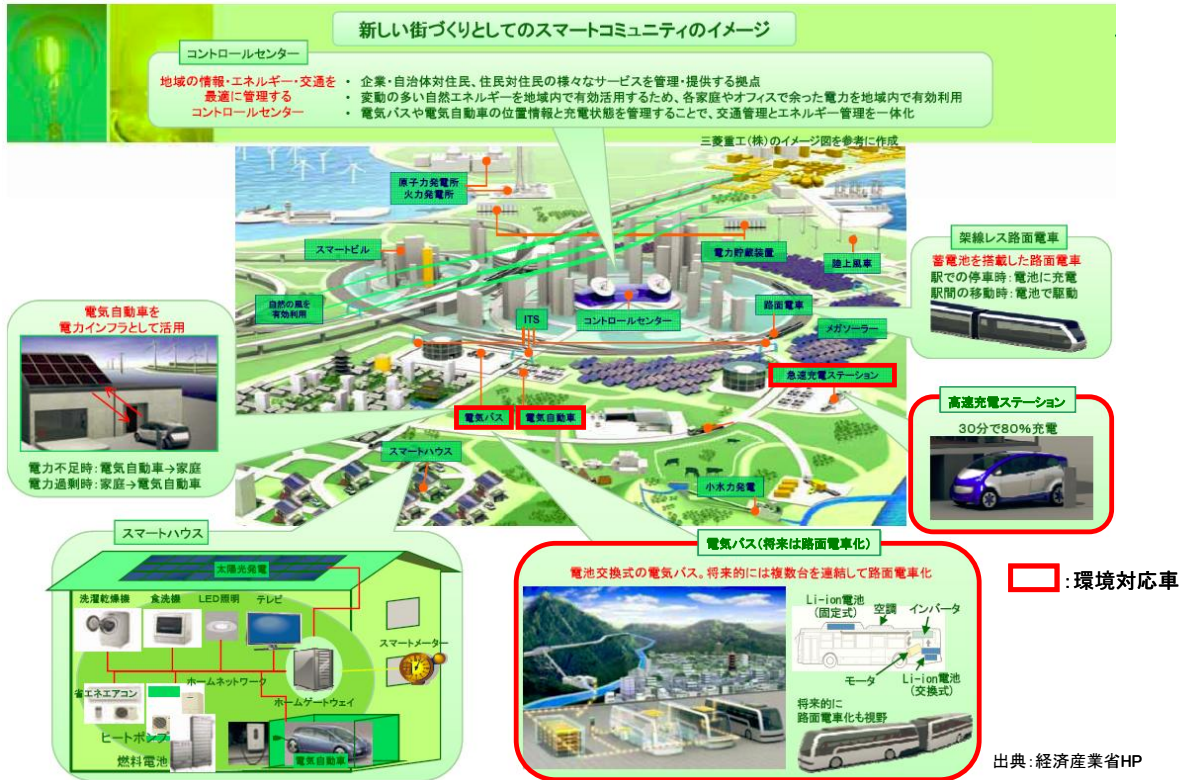 新しい街づくりとしてのスマートコミュニティのイメージ
コントロールセンター
地域の情報・エネルギー・交通を
最適に管理する
コントロールセンター
・ 企業・自治体対住民、住民対住民の様々なサービスを管理・提供する拠点
・ 変動の多い自然エネルギーを地域内で有効活用するため、各家庭やオフィスで余った電力を地域内で有効利用
・ 電気バスや電気自動車の位置情報と充電状態を管理することで、交通管理とエネルギー管理を一体化
三菱重工(株)のイメージ図を参考に作成
原子力発電所
火力発電所
スマートビル
電力貯蔵装置
陸上風車
自然の風を
有効利用
ITS
コントロールセンター
路面電車
メガソーラー
急速充電ステーション
電気バス
電気自動車
スマートハウス
小水力発電
架線レス路面電車
蓄電池を搭載した路面電車
駅での停車時:電池に充電
駅間の移動時:電池で駆動
電気自動車を
電力インフラとして活用
電力不足時:電気自動車→家庭
電力過剰時:家庭→電気自動車
高速充電ステーション
30分で80%充電
スマートハウス
太陽光発電
洗濯乾燥機
食洗機
LED照明
テレビ
スマートメーター
ホームネットワーク
ホームゲートウェイ
省エネエアコン
ヒートポンプ
燃料電池
電気自動車
電気バス(将来は路面電車化)
電池交換式の電気バス。将来的には複数台を連結して路面電車化
Li-ion電池
(固定式)
空調
インバータ
モータ
Li-ion電池
(交換式)
将来的に
路面電車化も視野
:環境対応車
出典:経済産業省HP